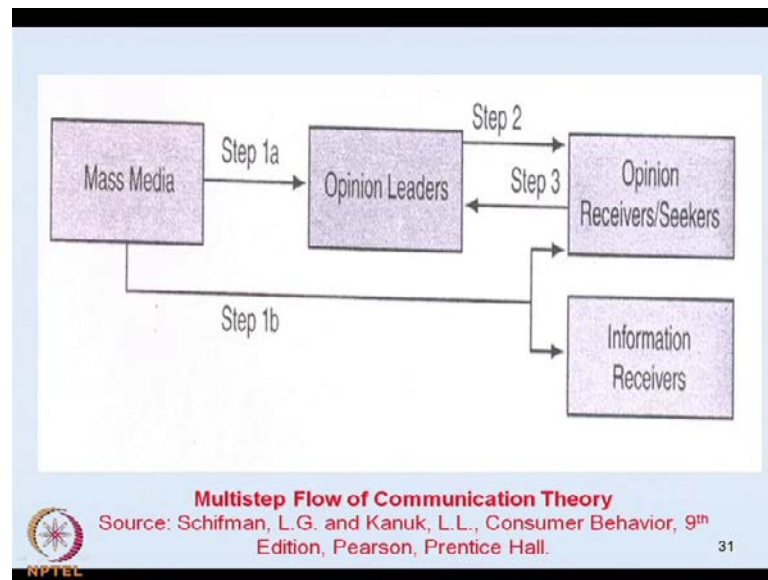 Mass Media
Step 1a
Opinion Leaders
Step 2
Step 3
Opinion
Receivers/Seekers
Step 1b
Information
Receivers
Multistep Flow of Communication Theory
Source: Schifman, L.G. and Kanuk, L.L., Consumer Behavior, 9th
Edition, Pearson, Prentice Hall.
31
NPTEL